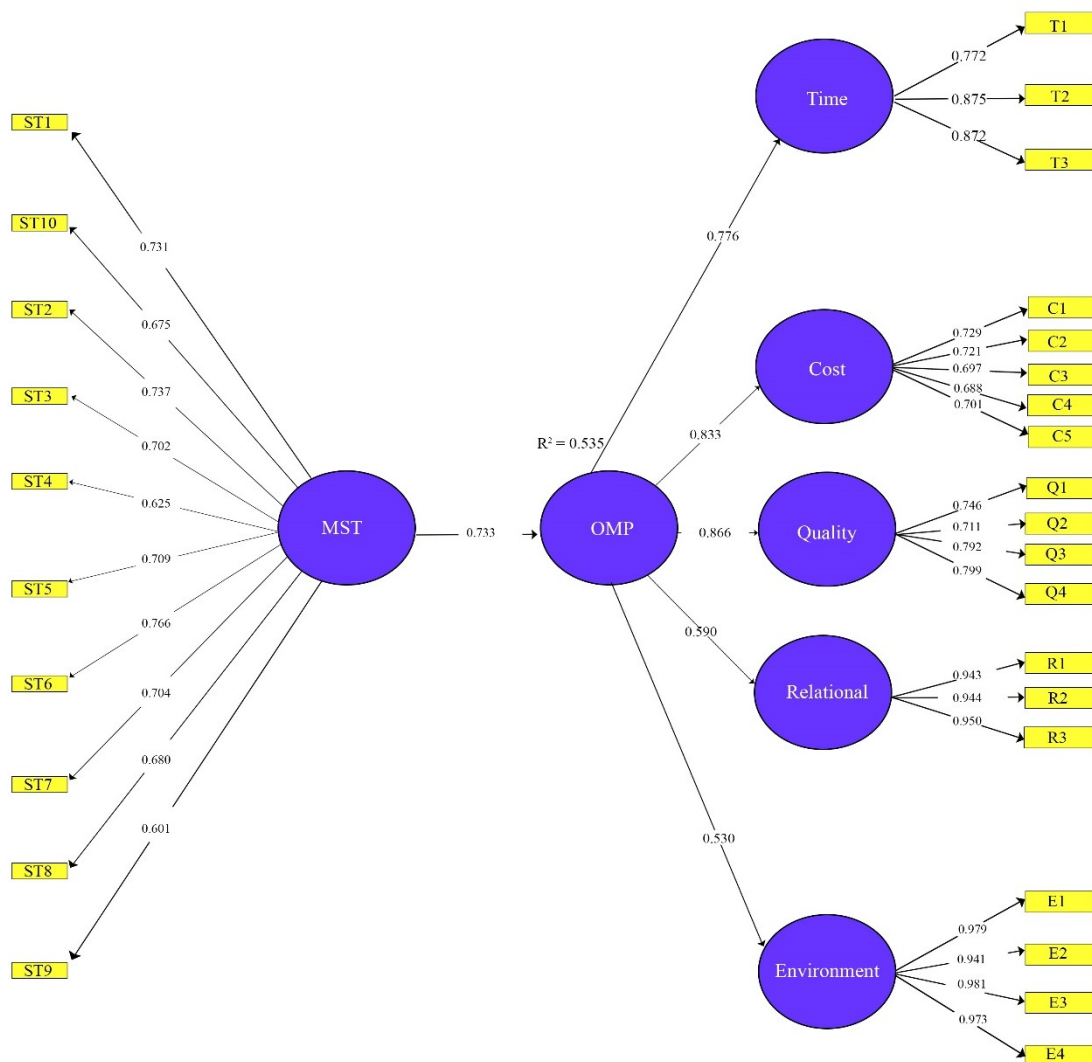 ST1
ST10
ST2
ST3
ST4
ST5
ST6
ST7
ST8
ST9
0.731
0.675
0.737
0.702
0.625
0.709
0.766
0.704
0.680
0.601
MST
0.733
R² = 0.535
OMP
0.776
0.833
0.866
0.590
0.530
Time
0.772
0.875
0.872
T1
T2
T3
Cost
0.729
0.721
0.697
0.688
0.701
C1
C2
C3
C4
C5
Quality
0.746
0.711
0.792
0.799
Q1
Q2
Q3
Q4
Relational
0.943
0.944
0.950
R1
R2
R3
Environment
0.979
0.941
0.981
0.973
E1
E2
E3
E4